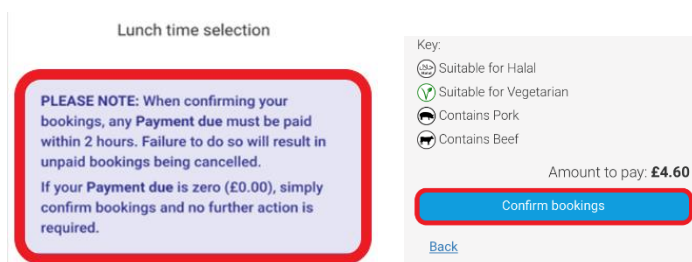 Lunch time selection
PLEASE NOTE: When confirming your
bookings, any Payment due must be paid
within 2 hours. Failure to do so will result in
unpaid bookings being cancelled.
If your Payment due is zero (£0.00), simply
confirm bookings and no further action is
required.
Key:
Suitable for Halal
Suitable for Vegetarian
Contains Pork
Contains Beef
Amount to pay: £4.60
Confirm bookings
Back